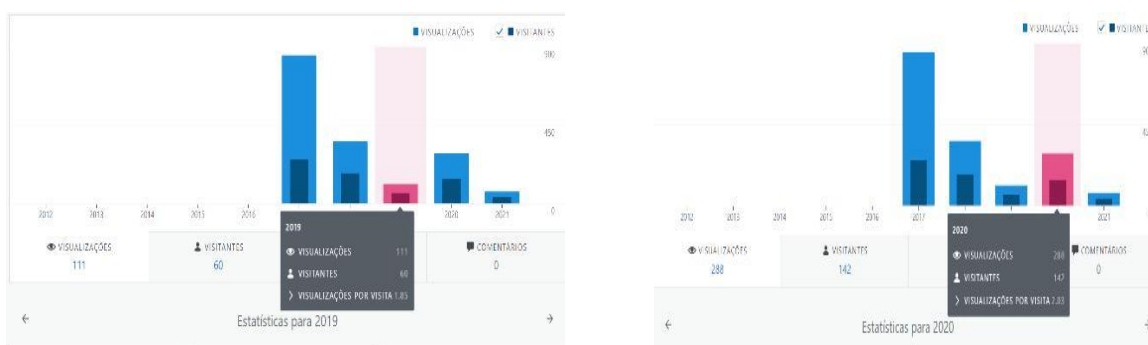 VISUALIZAÇÕES VISITANTES
900
450
2012 2013 2014 2015 2016 2020 2021 0
2019
VISUALIZAÇÕES 111
VISITANTES 60
VISUALIZAÇÕES POR VISITA 1.85
VISUALIZAÇÕES VISITANTES COMENTÁRIOS
111 60 0
Estatísticas para 2019
VISUALIZAÇÕES VISITANTE
2012 2013 2014 2015 2016 2017 2021
2020
VISUALIZAÇÕES 288
VISITANTES 142
VISUALIZAÇÕES POR VISITA 2.03
VISUALIZAÇÕES VISITANTES COMENTÁRIOS
288 142 0
Estatísticas para 2020